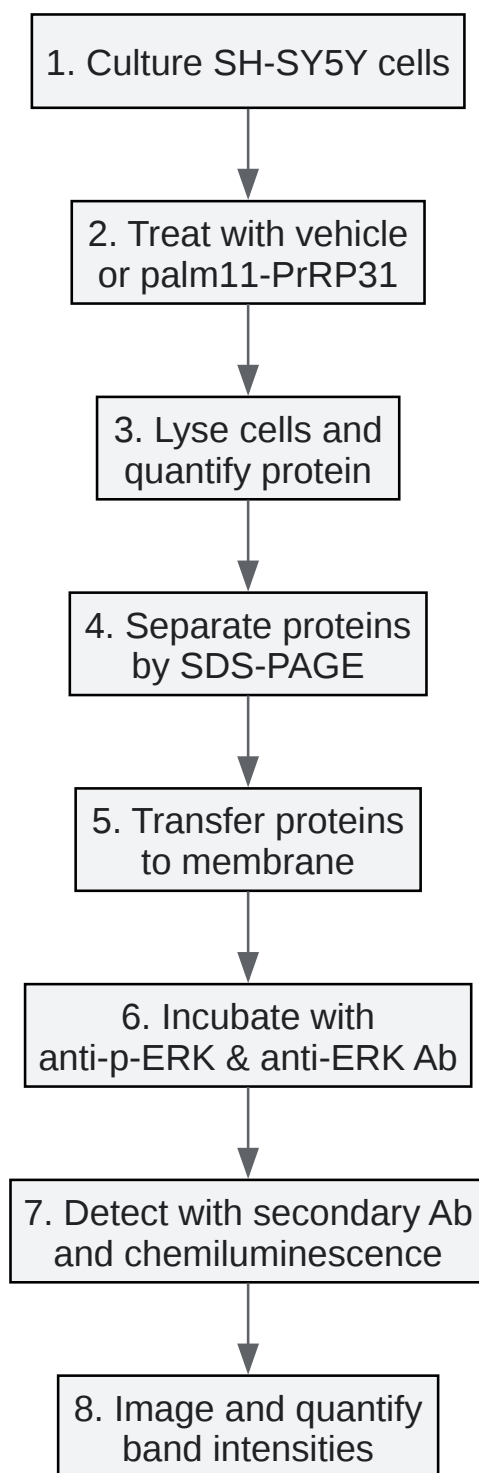 1. Culture SH-SY5Y cells
2. Treat with vehicle
or palm11-PrRP31
3. Lyse cells and
quantify protein
4. Separate proteins
by SDS-PAGE
5. Transfer proteins
to membrane
6. Incubate with
anti-p-ERK & anti-ERK Ab
7. Detect with secondary Ab
and chemiluminescence
8. Image and quantify
band intensities